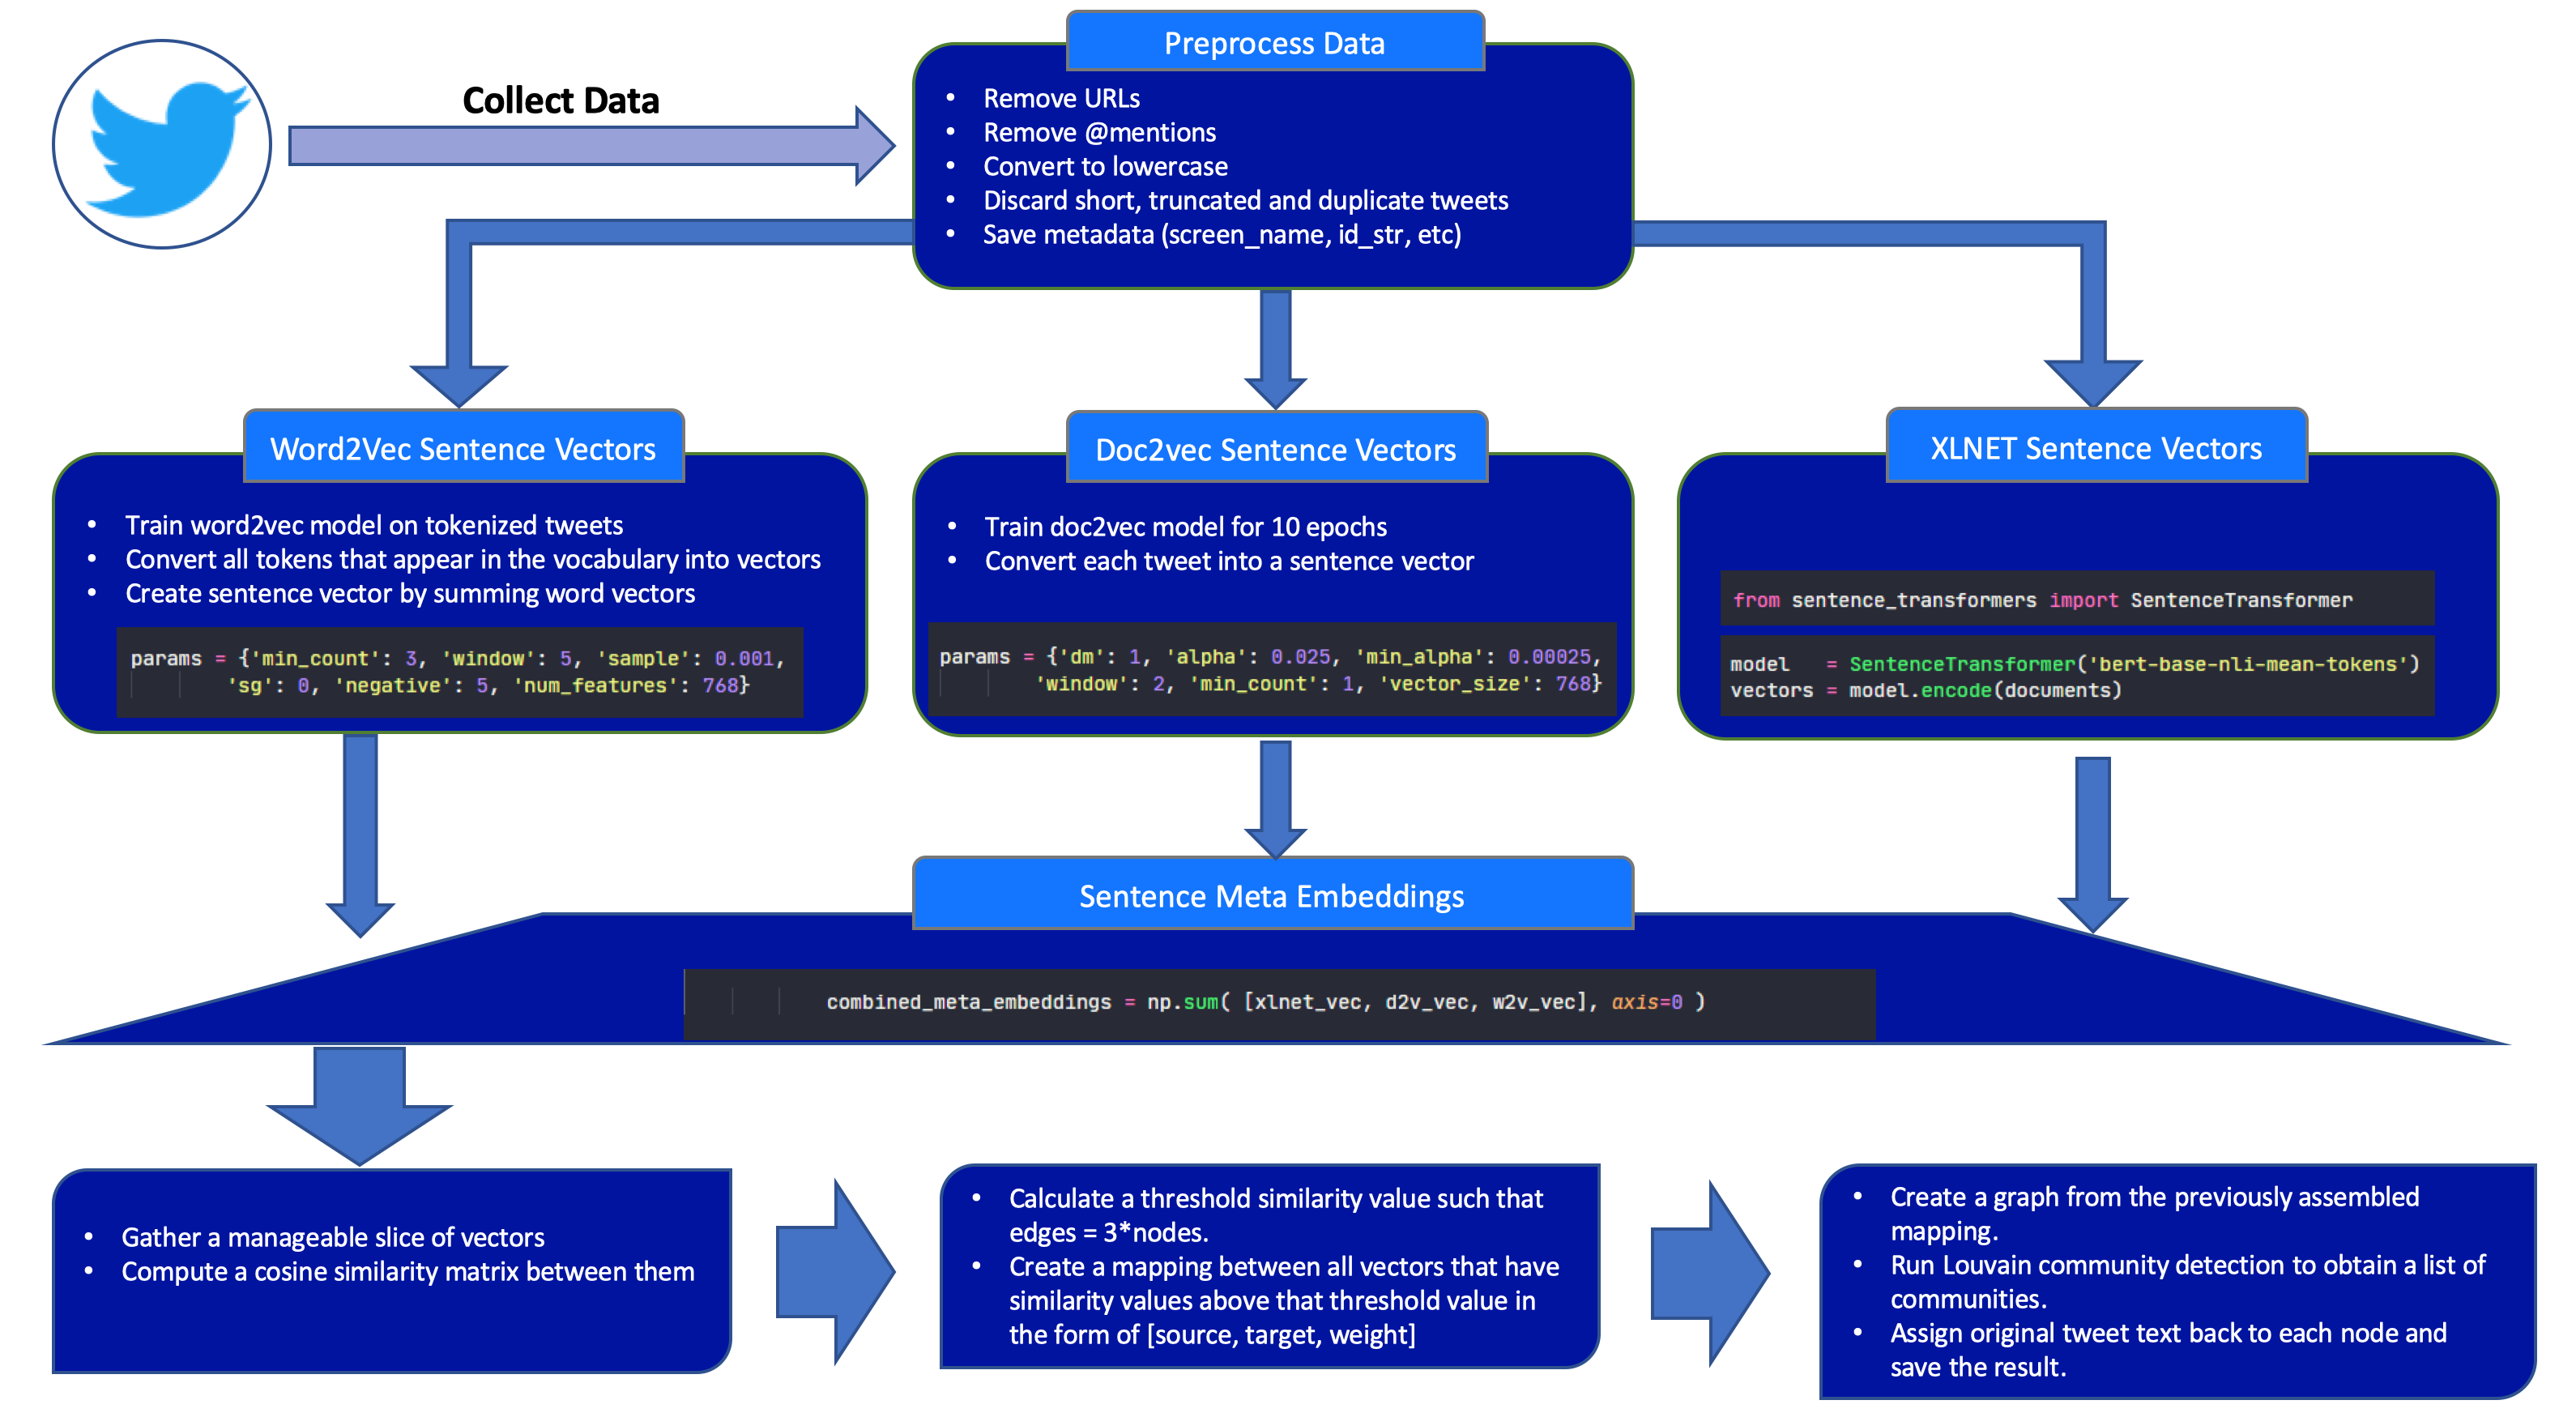 Collect Data
Preprocess Data
• Remove URLs
• Remove @mentions
• Convert to lowercase
• Discard short, truncated and duplicate tweets
• Save metadata (screen_name, id_str, etc)
Word2Vec Sentence Vectors
• Train word2vec model on tokenized tweets
• Convert all tokens that appear in the vocabulary into vectors
• Create sentence vector by summing word vectors
params = {'min_count': 3, 'window': 5, 'sample': 0.001,
'sg': 0, 'negative': 5, 'num_features': 768}
Doc2vec Sentence Vectors
• Train doc2vec model for 10 epochs
• Convert each tweet into a sentence vector
params = {'dm': 1, 'alpha': 0.025, 'min_alpha': 0.00025,
'window': 2, 'min_count': 1, 'vector_size': 768}
XLNET Sentence Vectors
from sentence_transformers import SentenceTransformer
model = SentenceTransformer('bert-base-nli-mean-tokens')
vectors = model.encode(documents)
Sentence Meta Embeddings
combined_meta_embeddings = np.sum( [xlnet_vec, d2v_vec, w2v_vec], axis=0 )
• Gather a manageable slice of vectors
• Compute a cosine similarity matrix between them
• Calculate a threshold similarity value such that
edges = 3*nodes.
• Create a mapping between all vectors that have
similarity values above that threshold value in
the form of [source, target, weight]
• Create a graph from the previously assembled
mapping.
• Run Louvain community detection to obtain a list of
communities.
• Assign original tweet text back to each node and
save the result.